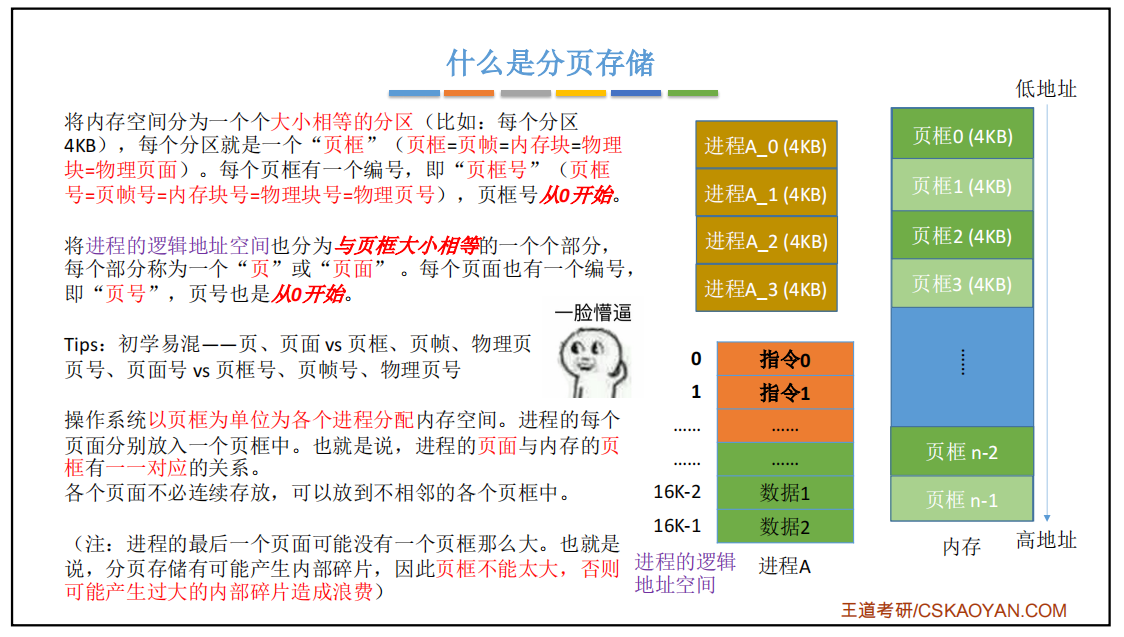 什么是分页存储
将内存空间分为一个个大小相等的分区（比如：每个分区
4KB），每个分区就是一个“页框”（页框=页帧=内存块=物理
块=物理页面）。每个页框有一个编号，即“页框号”（页框
号=页帧号=内存块号=物理块号=物理页号），页框号从0开始。
将进程的逻辑地址空间也分为与页框大小相等的一个个部分，
每个部分称为一个“页”或“页面” 。每个页面也有一个编号，
即“页号”，页号也是从0开始。
Tips：初学易混——页、页面 vs 页框、页帧、物理页
页号、页面号 vs 页框号、页帧号、物理页号
一脸懵逼
操作系统以页框为单位为各个进程分配内存空间。进程的每个
页面分别放入一个页框中。也就是说，进程的页面与内存的页
框有一一对应的关系。
各个页面不必连续存放，可以放到不相邻的各个页框中。
（注：进程的最后一个页面可能没有一个页框那么大。也就是
说，分页存储有可能产生内部碎片，因此页框不能太大，否则
可能产生过大的内部碎片造成浪费）
进程A_0 (4KB)
进程A_1 (4KB)
进程A_2 (4KB)
进程A_3 (4KB)
0 指令0
1 指令1
…… ……
…… ……
16K-2 数据1
16K-1 数据2
进程的逻辑
地址空间
进程A
低地址
页框0 (4KB)
页框1 (4KB)
页框2 (4KB)
页框3 (4KB)
……
页框 n-2
页框 n-1
内存
高地址
王道考研/CSKAOYAN.COM